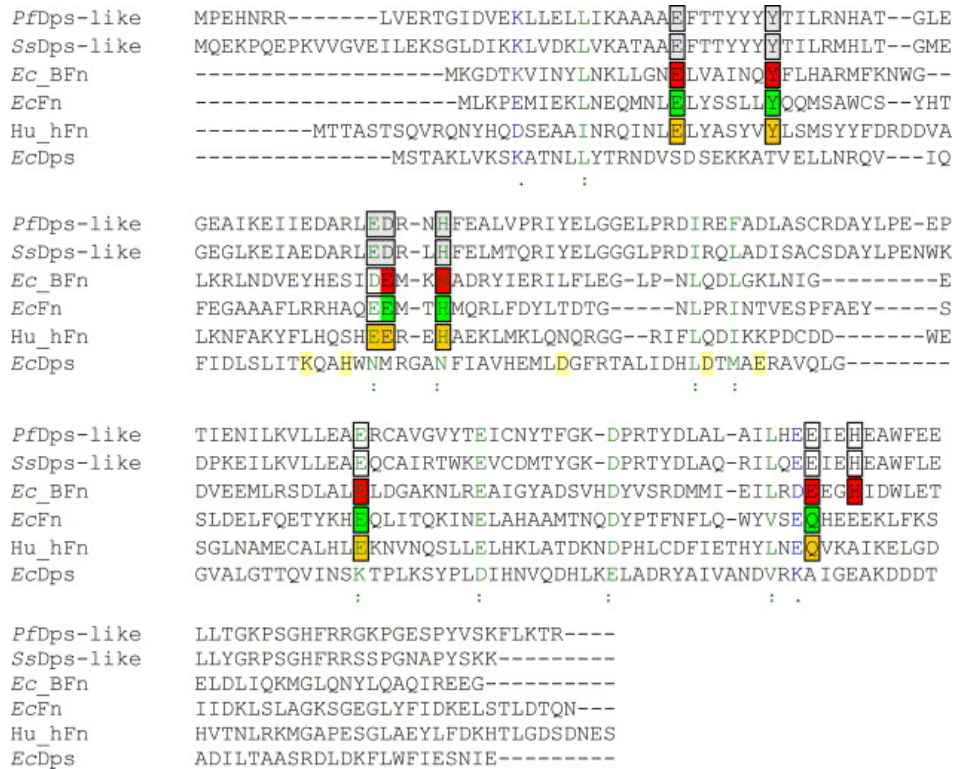 PfDps-like MPEHNRR------LVERTGIDVEKLLELLIKAAAAEFTTYYYYTILRNHAT-GLE
SsDps-like MQEKPQEPKVVGVEILEKSGLDIKKLVDKLVKATAAEFTTYYYYTILRMHLT-GME
Ec_BFn -------------------MKGDTKVINYLNKLLGNELVAINQYFLHARMFKNWG--
EcFn --------------------MLKPEMIEKLNEQMNLELYSSLLYQQMSAWCS--YHT
Hu_hFn ---------MTTASTSQVRQNYHQDSEAAINRQINLELYASYVYLSMSYYFDRDDVA
EcDps ---------------MSTAKLVKSKATNLLYTRNDVSDSEKKATVELLNRQV---IQ
. :
PfDps-like GEAIKEIIEDARLEDR-NHFEALVPRIYELGGELPRDIREFADLASCRDAYLPE-EP
SsDps-like GEGLKEIAEDARLEDR-LHFELMTQRIYELGGGLPRDIRQLADISACSDAYLPENWK
Ec_BFn LKRLNDVEYHESIDEM-KHADRYIERILFLEG-LP-NLQDLGKLNIG-------E
EcFn FEGAAAFLRRHAQEEM-THMQRLFDYLTDTG---NLPRINTVESPFAEY---S
Hu_hFn LKNFAKYFLHQSHEER-EHAEKLMKLQNQRGG--RIFLQDIKKPDCDD---WE
EcDps FIDLSLITKQAHWNMRGANFIAVHEMLDGFRTALIDHLDTMAERAVQLG--------
: : : :
PfDps-like TIENILKVLLEAERCAVGVYTEICNYTFGK-DPRTYDLAL-AILHEEIEHEAWFEE
SsDps-like DPKEILKVLLEAEQCAIRTWKEVCDMTYGK-DPRTYDLAQ-RILQEEIEHEAWFLE
Ec_BFn DVEEMLRSDLALELDGAKNLREAIGYADSVHDYVSRDMMI-EILRDEEGHIDWLET
EcFn SLDELFQETYKHEQLITQKINELAHAAMTNQDYPTFNFLQ-WYVSEQHEEEKLFKS
Hu_hFn SGLNAMECALHLEKNVNQSLLELHKLATDKNDPHLCDFIETHYLNEQVKAIKELGD
EcDps GVALGTTQVINSKTPLKSYPLDIHNVQDHLKELADRYAIVANDVRKAIGEAKDDDT
: : : : .
PfDps-like LLTGKPSGHFRRGKPGESPYVSKFLKTR----
SsDps-like LLYGRPSGHFRRSSPGNAPYSKK---------
Ec_BFn ELDLIQKMGLQNYLQAQIREEG----------
EcFn IIDKLSLAGKSGEGLYFIDKELSTLDTQN---
Hu_hFn HVTNLRKMGAPESGLAEYLFDKHTLGDSDNES
EcDps ADILTAASRDLDKFLWFIESNIE---------